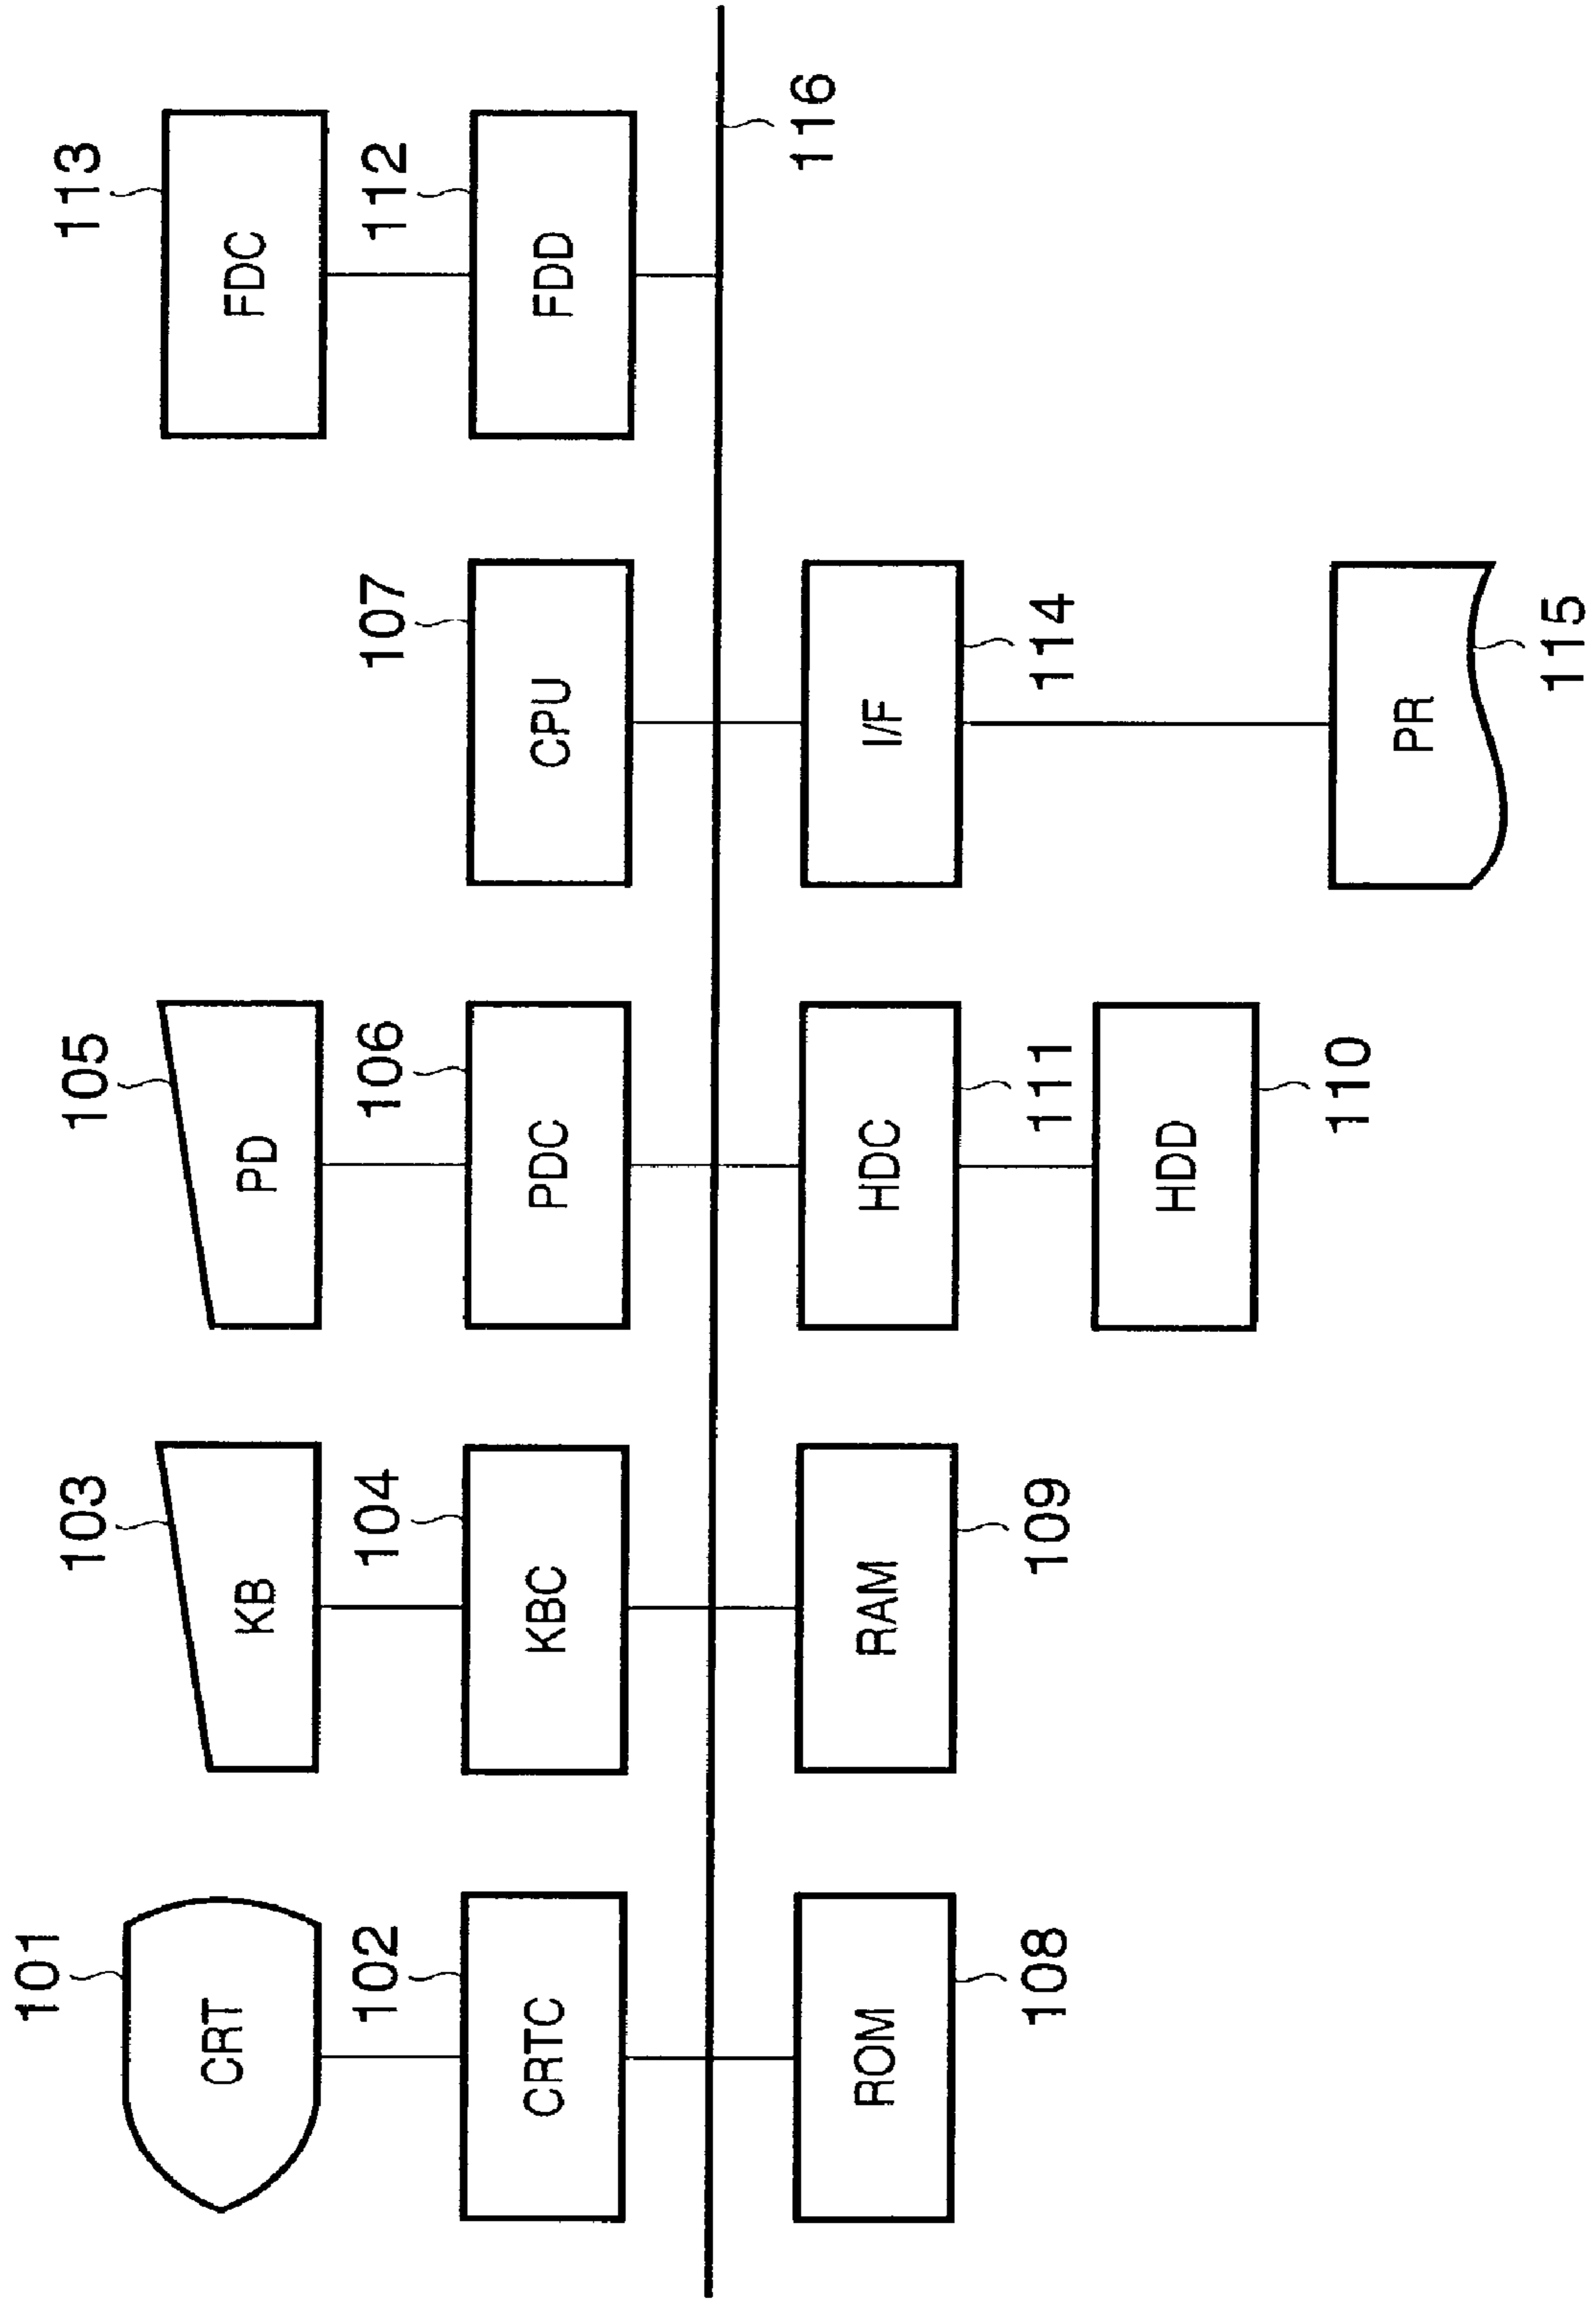 101
CRT
102
CRTC
103
KB
104
KBC
105
PD
106
PDC
107
CPU
113
FDC
112
FDD
116
108
ROM
109
RAM
111
HDC
110
HDD
114
I/F
115
PR